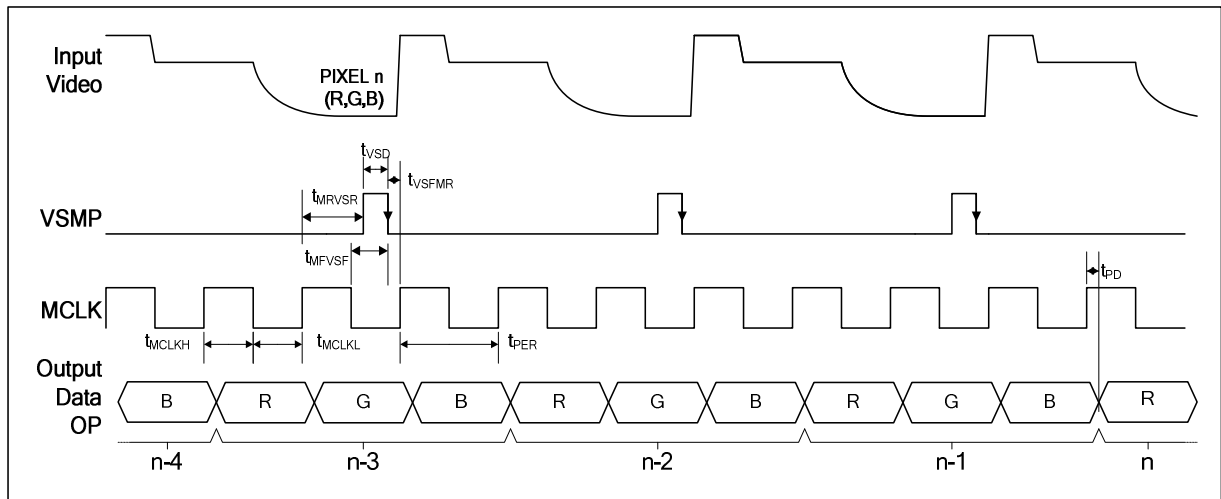 Input
Video
PIXEL n
(R,G,B)
tVSD
tVSFMR
tMRVSR
VSMP
tMFVSF
tPD
MCLK
tMCLKH
tMCLKL
tPER
Output
Data
OP
B R G B R G B R G B R
n-4 n-3 n-2 n-1 n